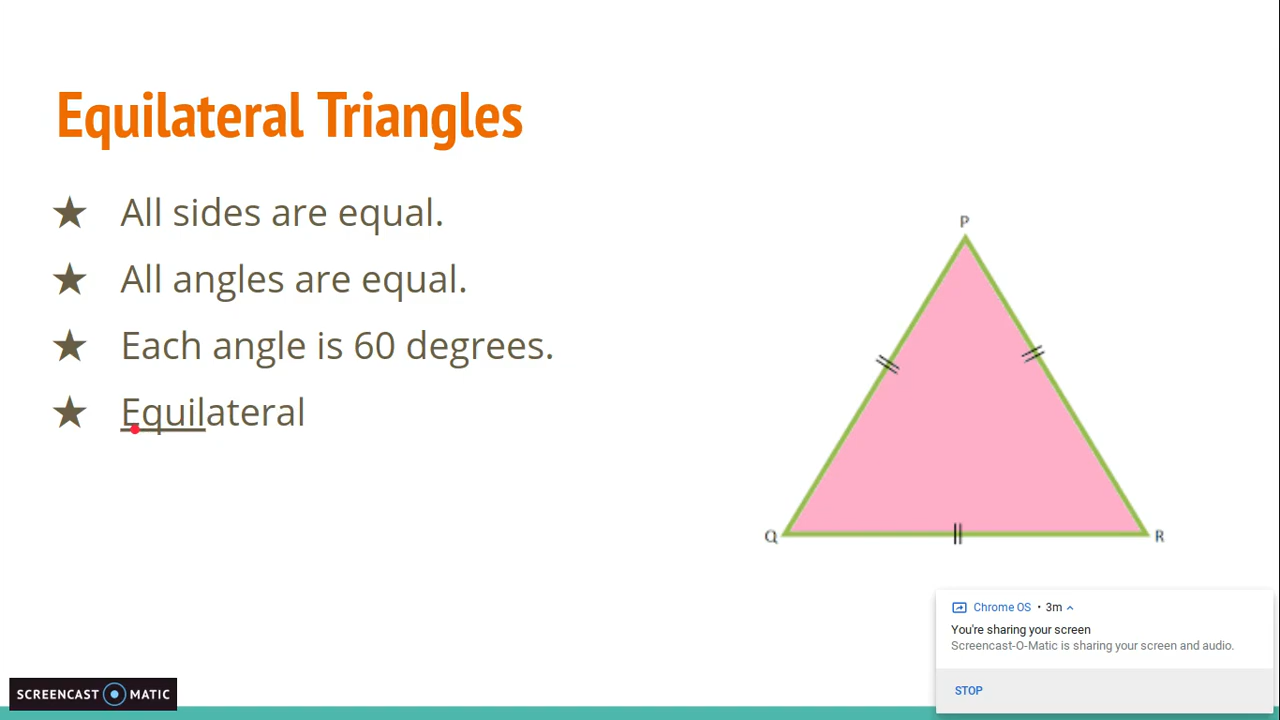 Equilateral Triangles
★ All sides are equal.
★ All angles are equal.
★ Each angle is 60 degrees.
★ Equilateral
P
Q
R
Chrome OS • 3m
You're sharing your screen
Screencast-O-Matic is sharing your screen and audio.
STOP
SCREENCAST MATIC